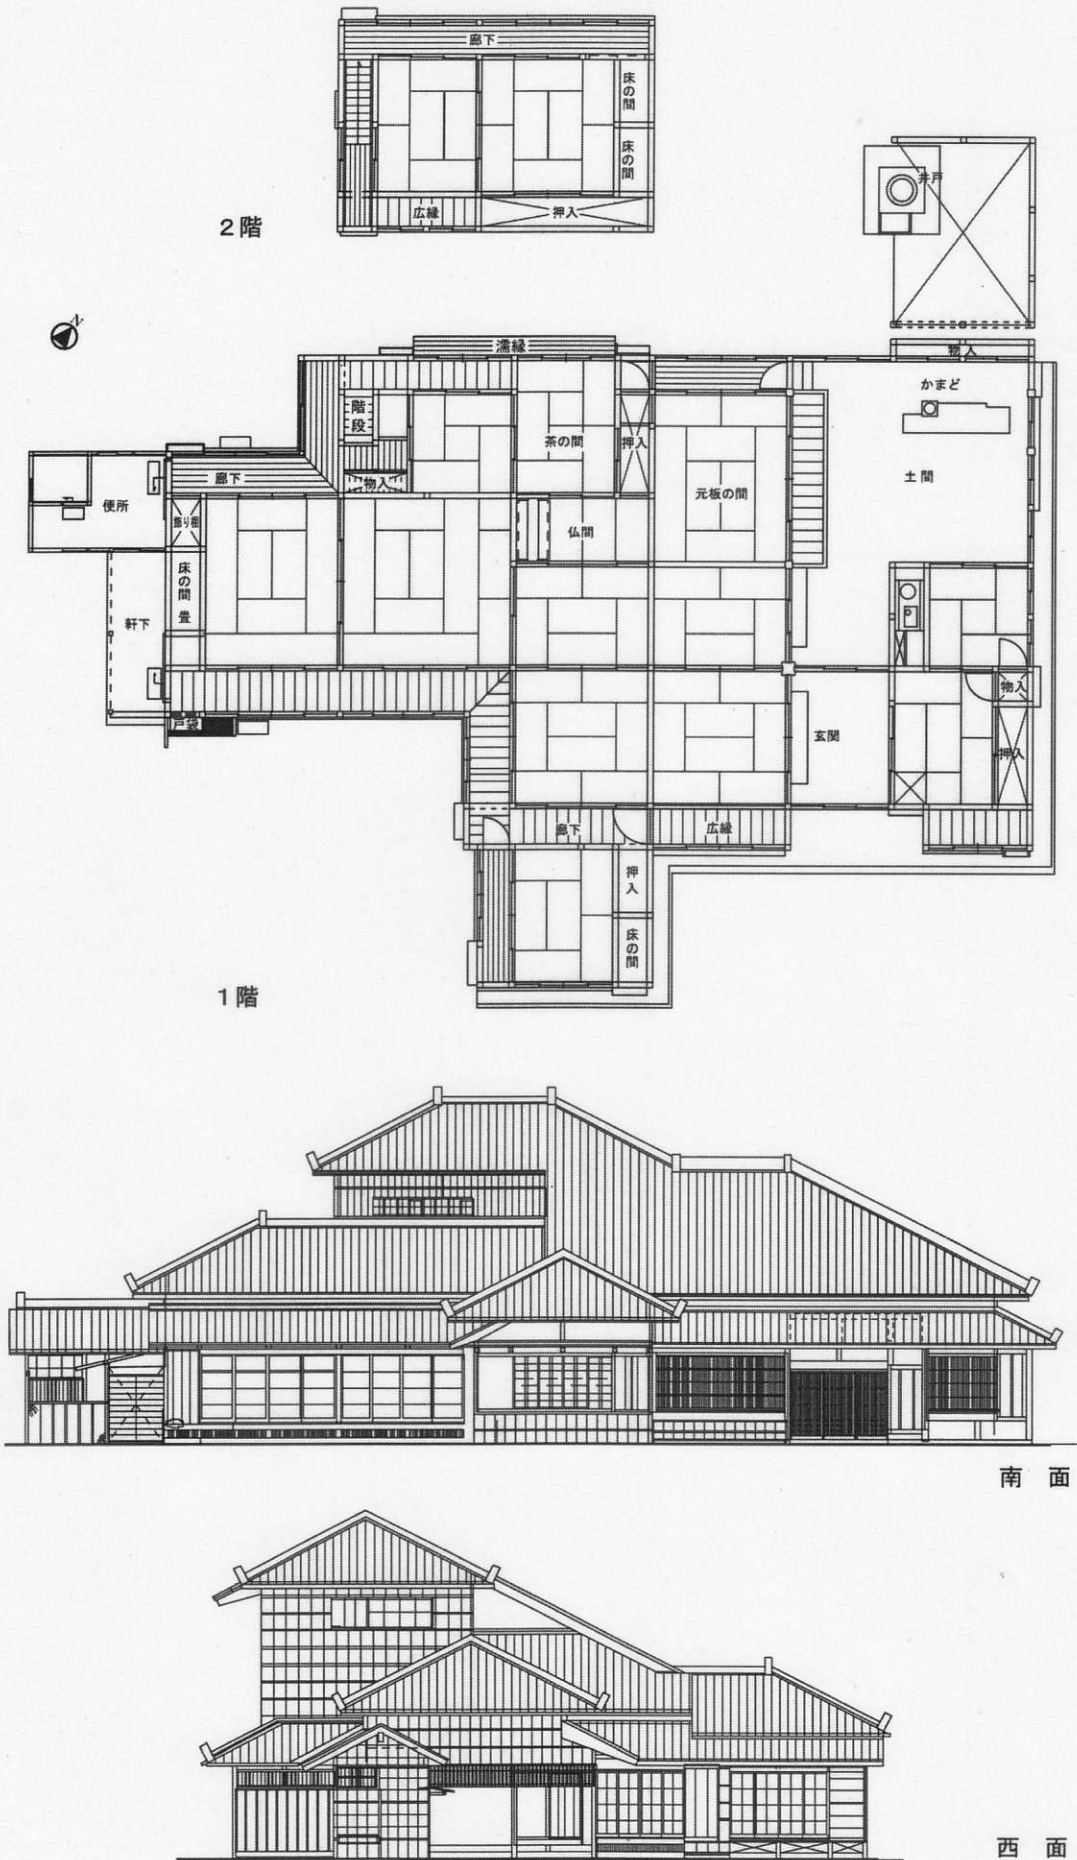 廊下
床の間
床の間
広縁
押入
2階
井戸
N
濡縁
物入
かまど
階段
茶の間
押入
廊下
物入
元板の間
土間
便所
飾り棚
仏間
床の間 畳
軒下
戸袋
物入
玄関
押入
廊下
広縁
押入
床の間
1階
南面
西面